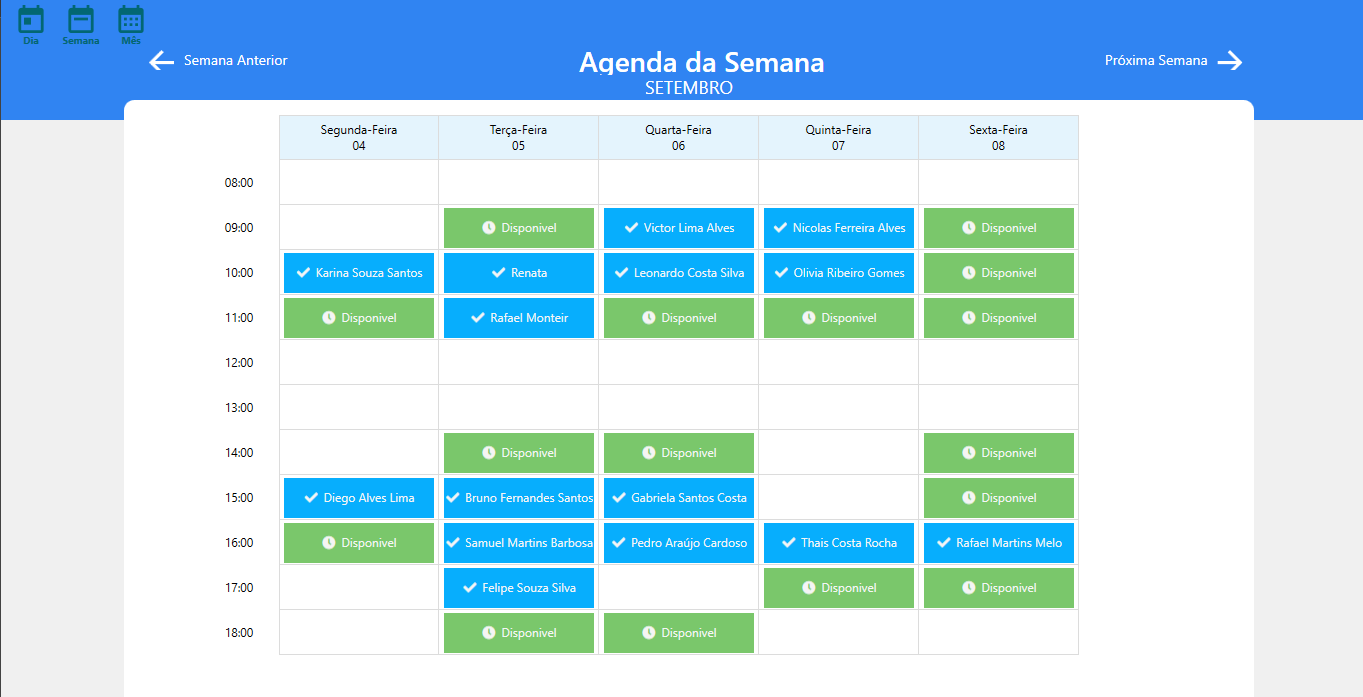 Dia Semana Mês
Semana Anterior Agenda da Semana Próxima Semana
SETEMBRO
Segunda-Feira Terça-Feira Quarta-Feira Quinta-Feira Sexta-Feira
04 05 06 07 08
08:00
09:00 Disponivel Victor Lima Alves Nicolas Ferreira Alves Disponivel
10:00 Karina Souza Santos Renata Leonardo Costa Silva Olivia Ribeiro Gomes Disponivel
11:00 Disponivel Rafael Monteir Disponivel Disponivel Disponivel
12:00
13:00
14:00 Disponivel Disponivel Disponivel
15:00 Diego Alves Lima Bruno Fernandes Santos Gabriela Santos Costa Disponivel
16:00 Disponivel Samuel Martins Barbosa Pedro Araújo Cardoso Thais Costa Rocha Rafael Martins Melo
17:00 Felipe Souza Silva Disponivel Disponivel
18:00 Disponivel Disponivel